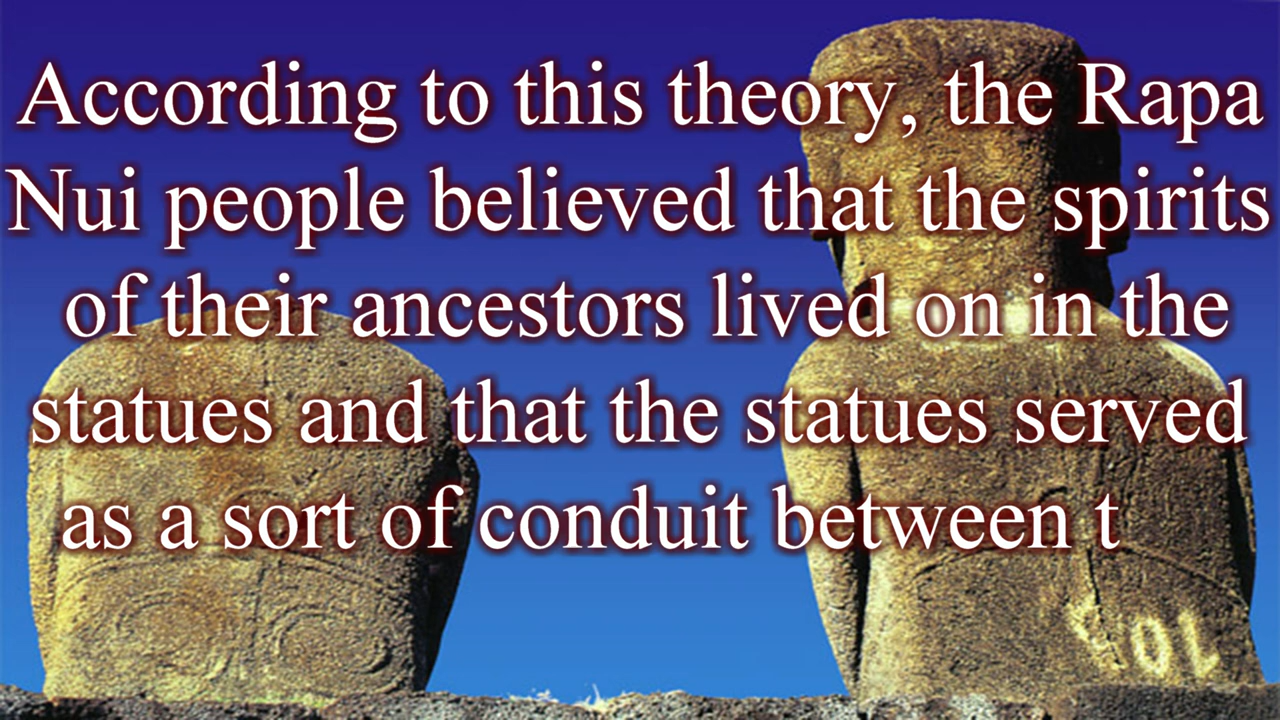 According to this theory, the Rapa
Nui people believed that the spirits
of their ancestors lived on in the
statues and that the statues served
as a sort of conduit between t